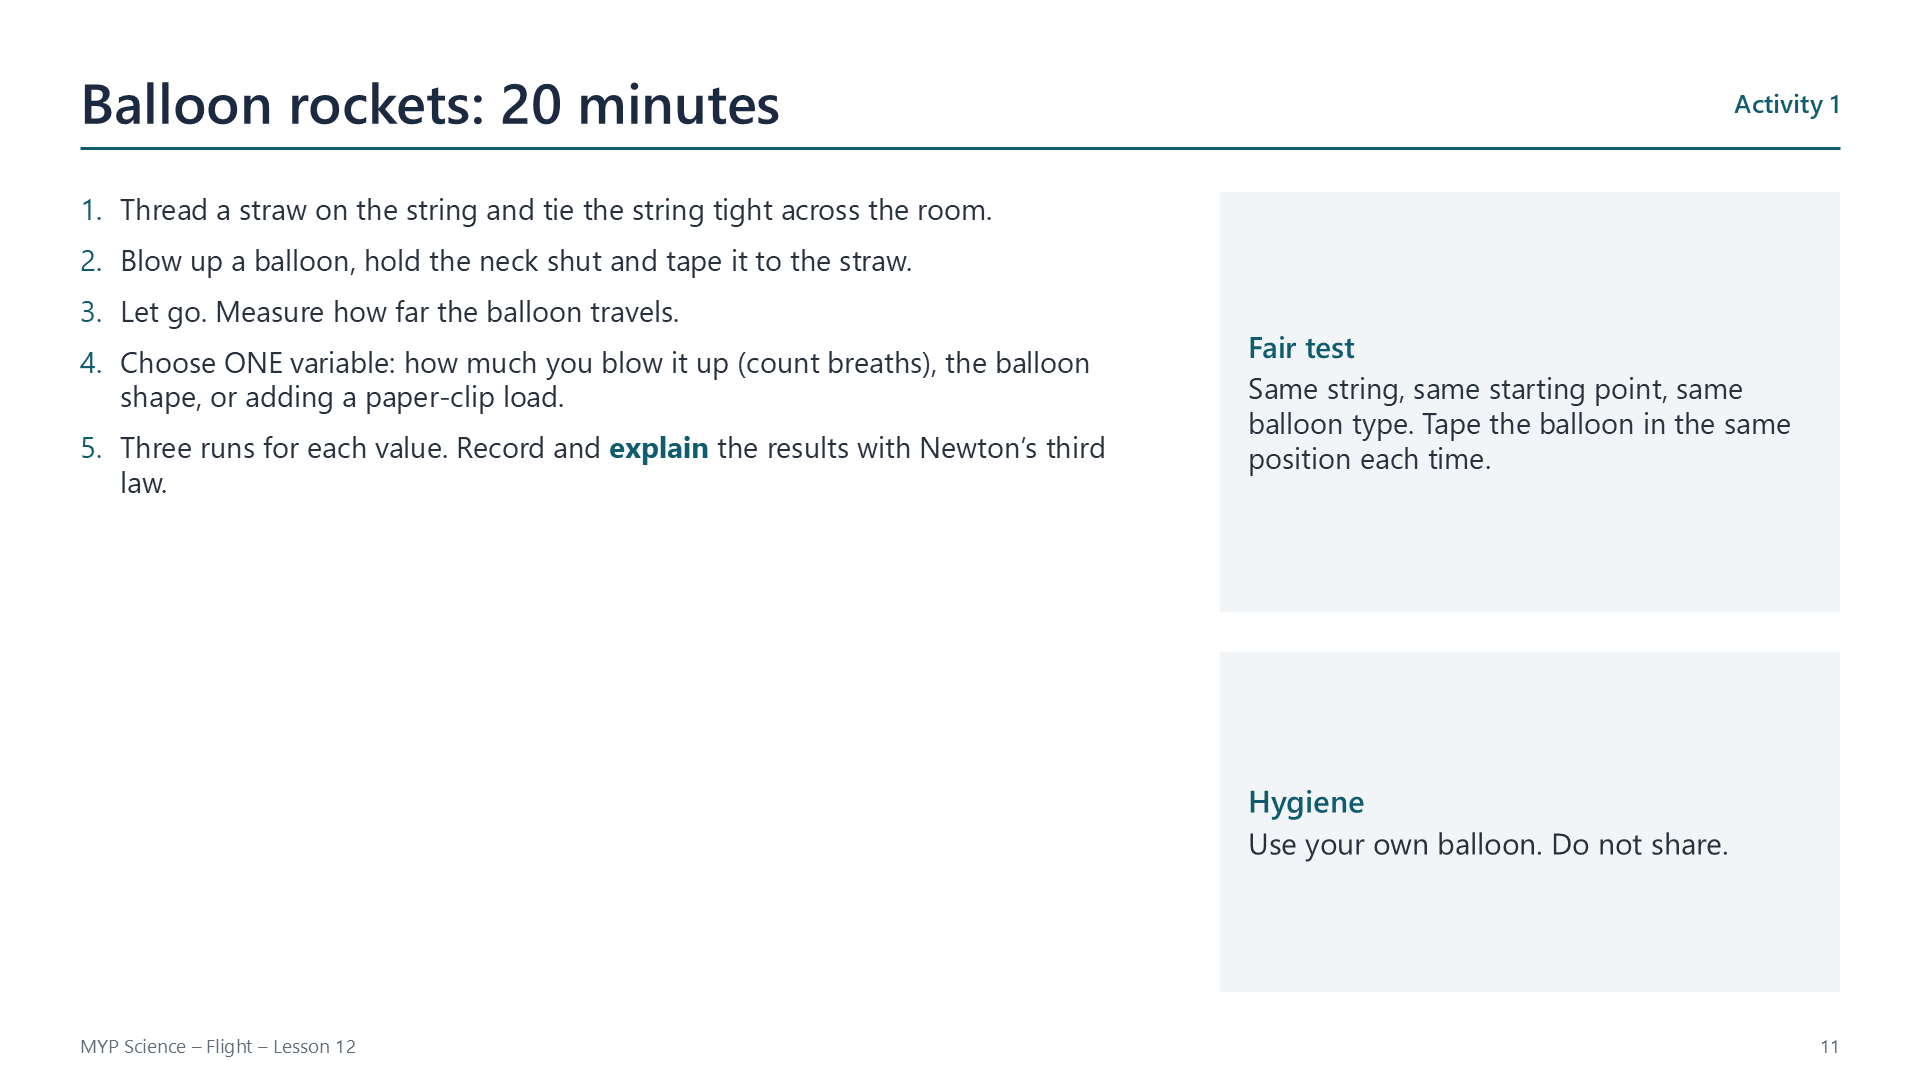 Balloon rockets: 20 minutes
Activity 1
1. Thread a straw on the string and tie the string tight across the room.
2. Blow up a balloon, hold the neck shut and tape it to the straw.
3. Let go. Measure how far the balloon travels.
4. Choose ONE variable: how much you blow it up (count breaths), the balloon
shape, or adding a paper-clip load.
5. Three runs for each value. Record and explain the results with Newton’s third
law.
Fair test
Same string, same starting point, same
balloon type. Tape the balloon in the same
position each time.
Hygiene
Use your own balloon. Do not share.
MYP Science – Flight – Lesson 12
11